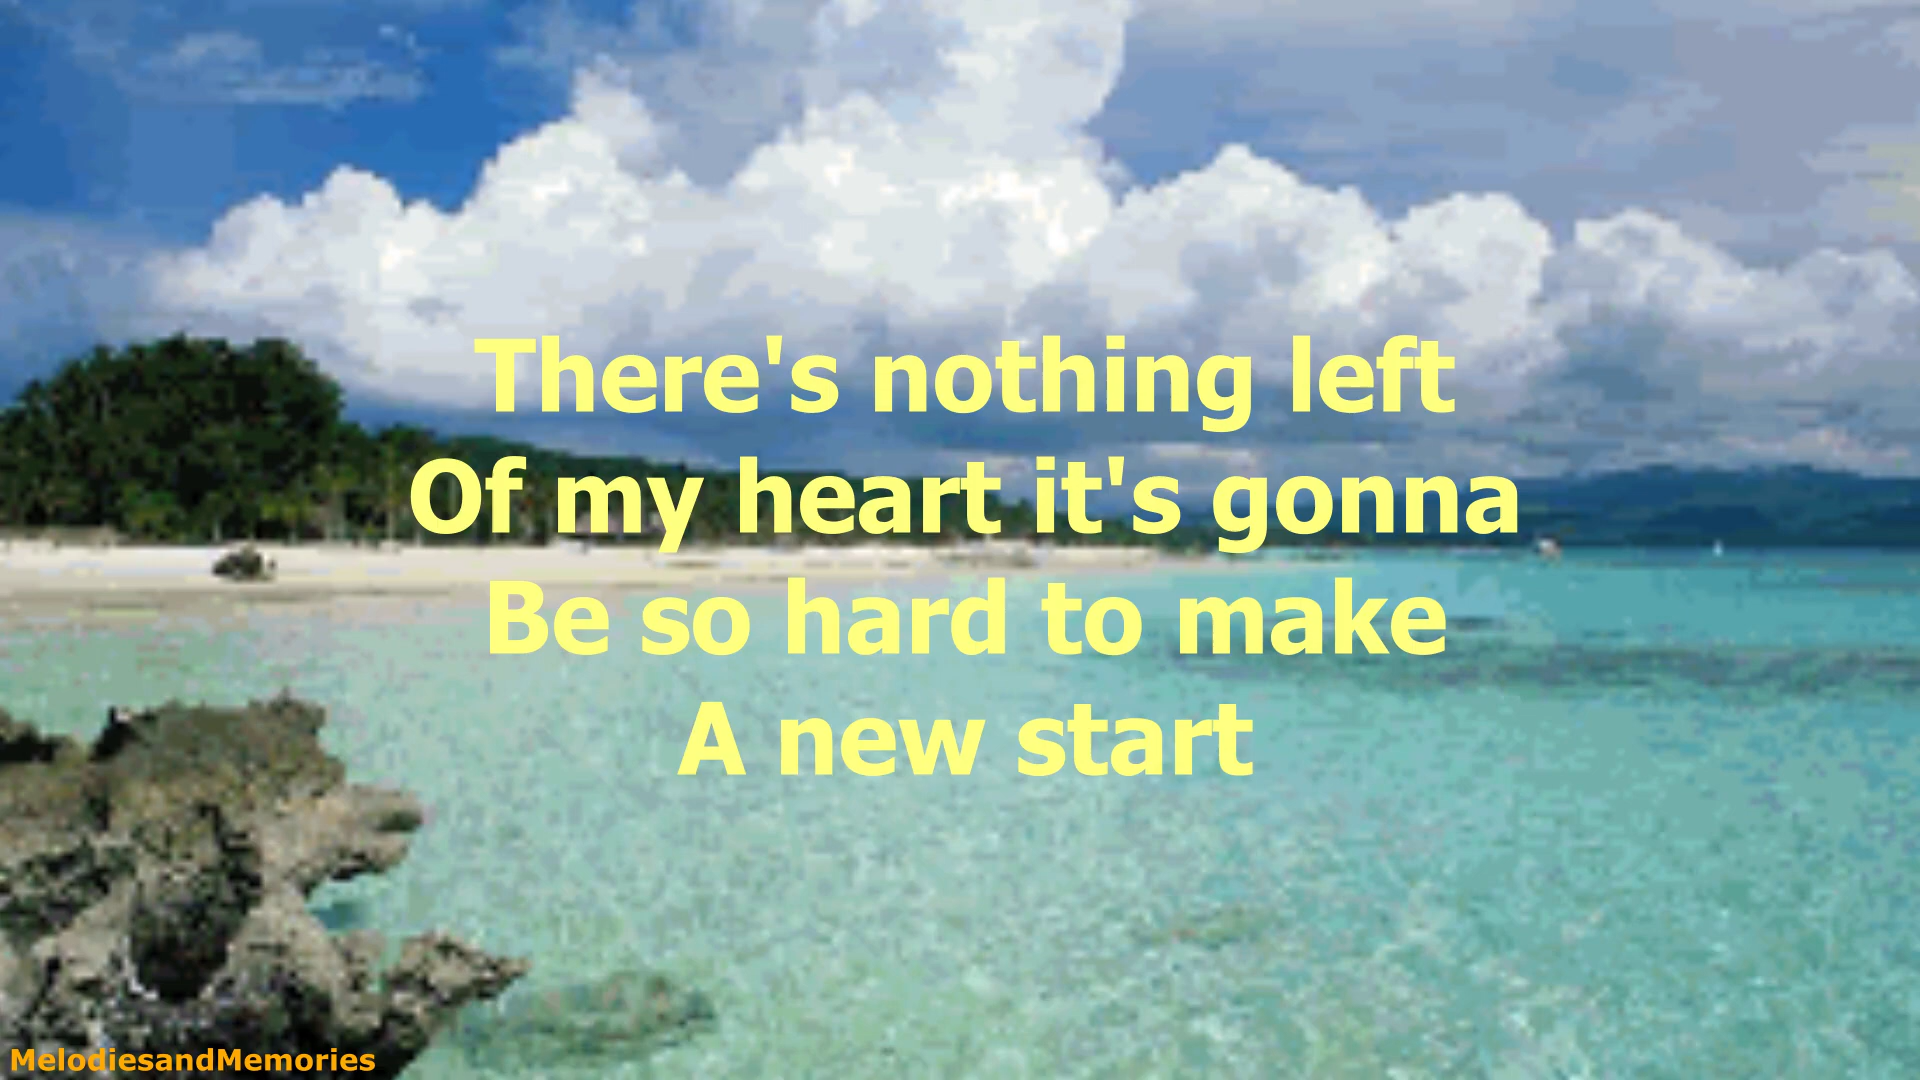 There's nothing left
Of my heart it's gonna
Be so hard to make
A new start
MelodiesandMemories